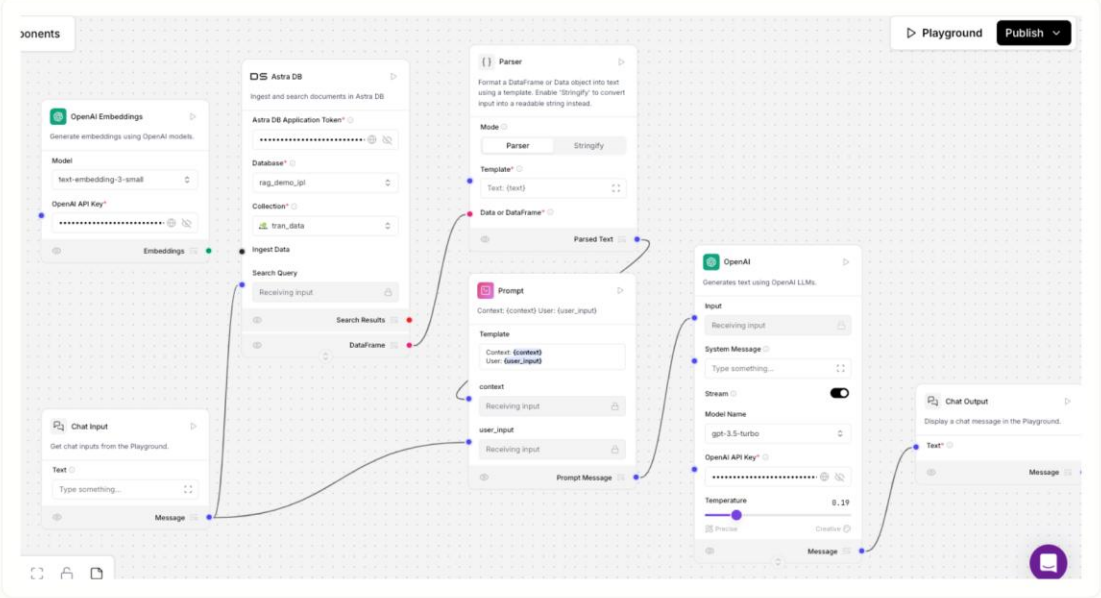 ponents
Playground
Publish
OpenAI Embeddings
Generate embeddings using OpenAI models.
Model
text-embedding-3-small
OpenAI API Key*
Embeddings
DS Astra DB
Ingest and search documents in Astra DB
Astra DB Application Token*
Database*
rag_demo_ipl
Collection*
tran_data
Ingest Data
Search Query
Receiving input
Search Results
DataFrame
Chat Input
Get chat inputs from the Playground.
Text
Type something...
Message
{ } Parser
Format a DataFrame or Data object into text
using a template. Enable 'Stringify' to convert
input into a readable string instead.
Mode
Parser Stringify
Template*
Text: {text}
Data or DataFrame*
Parsed Text
Prompt
Context: {context} User: {user_input}
Template
Context: {context}
User: {user_input}
context
Receiving input
user_input
Receiving input
Prompt Message
OpenAI
Generates text using OpenAI LLMs.
Input
Receiving input
System Message
Type something...
Stream
Model Name
gpt-3.5-turbo
OpenAI API Key*
Temperature 0.19
Precise Creative
Message
Chat Output
Display a chat message in the Playground.
Text*
Message